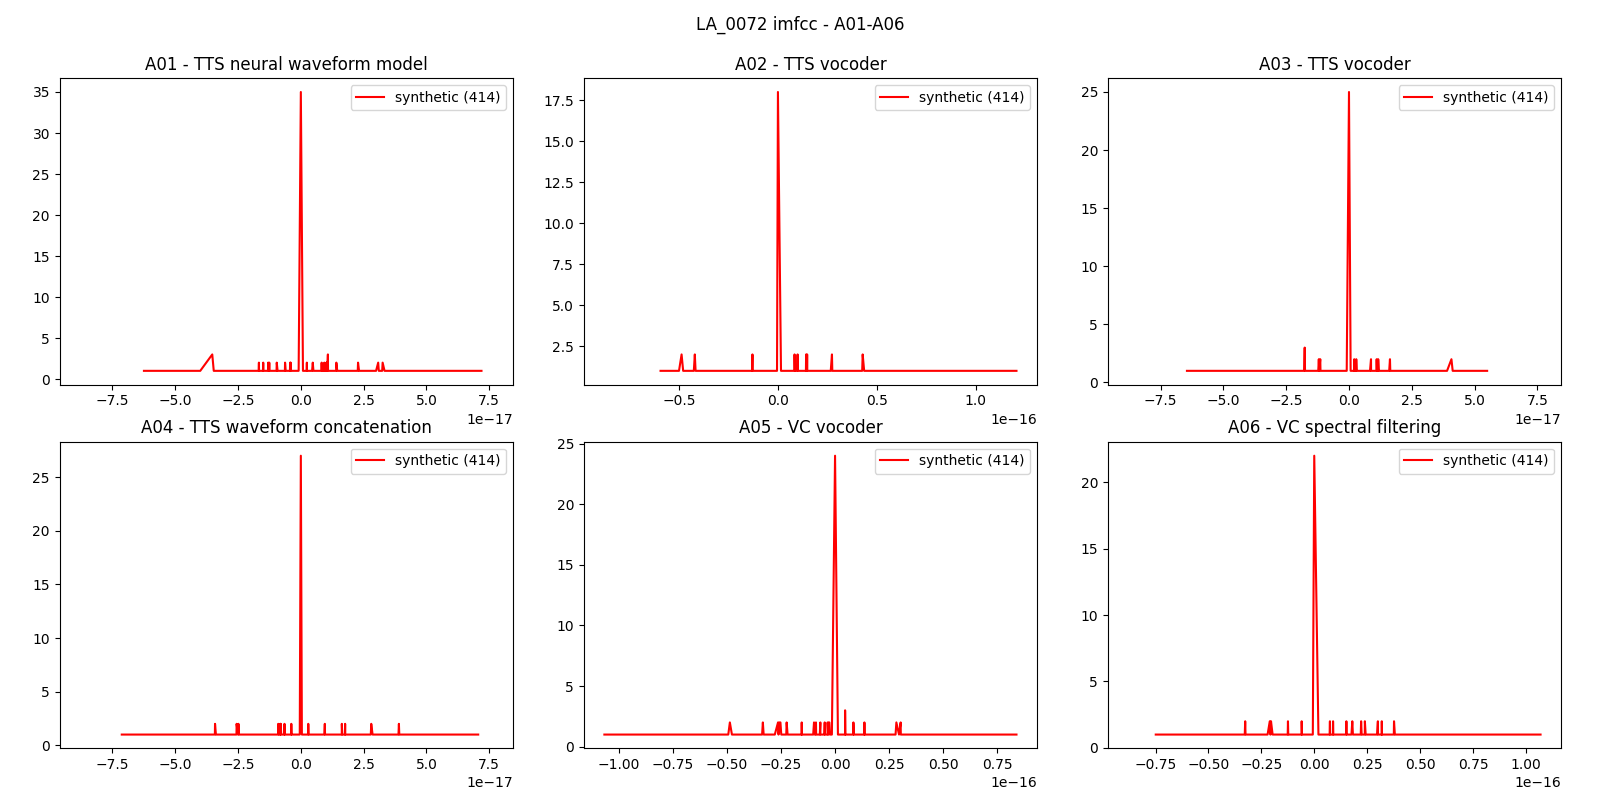 LA_0072 imfcc - A01-A06
A01 - TTS neural waveform model
A02 - TTS vocoder
A03 - TTS vocoder
synthetic (414)
synthetic (414)
synthetic (414)
35
30
25
20
15
10
5
0
17.5
15.0
12.5
10.0
7.5
5.0
2.5
25
20
15
10
5
0
−7.5 −5.0 −2.5 0.0 2.5 5.0 7.5
1e−17
−0.5 0.0 0.5 1.0
1e−16
−7.5 −5.0 −2.5 0.0 2.5 5.0 7.5
1e−17
A04 - TTS waveform concatenation
A05 - VC vocoder
A06 - VC spectral filtering
synthetic (414)
synthetic (414)
synthetic (414)
25
20
15
10
5
0
25
20
15
10
5
0
20
15
10
5
0
−7.5 −5.0 −2.5 0.0 2.5 5.0 7.5
1e−17
−1.00 −0.75 −0.50 −0.25 0.00 0.25 0.50 0.75
1e−16
−0.75 −0.50 −0.25 0.00 0.25 0.50 0.75 1.00
1e−16